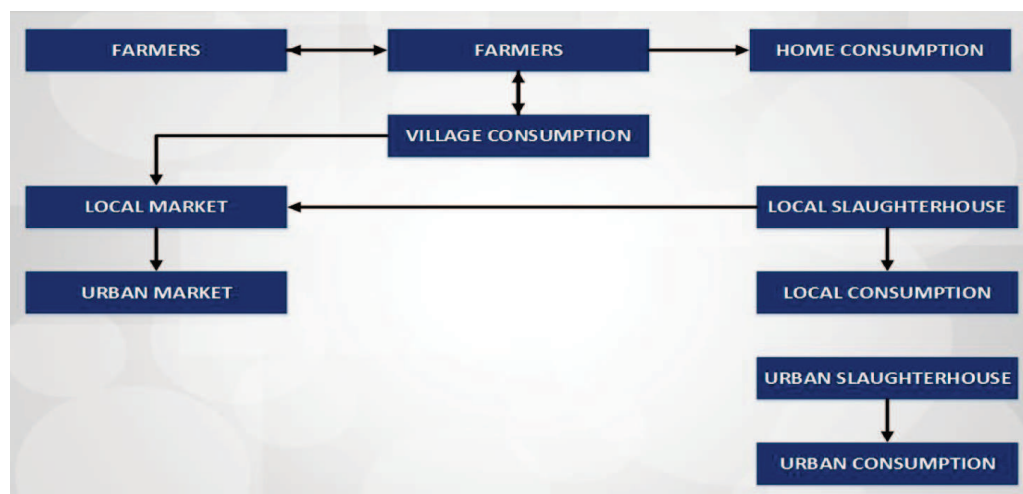 FARMERS
FARMERS
HOME CONSUMPTION
VILLAGE CONSUMPTION
LOCAL MARKET
LOCAL SLAUGHTERHOUSE
URBAN MARKET
LOCAL CONSUMPTION
URBAN SLAUGHTERHOUSE
URBAN CONSUMPTION